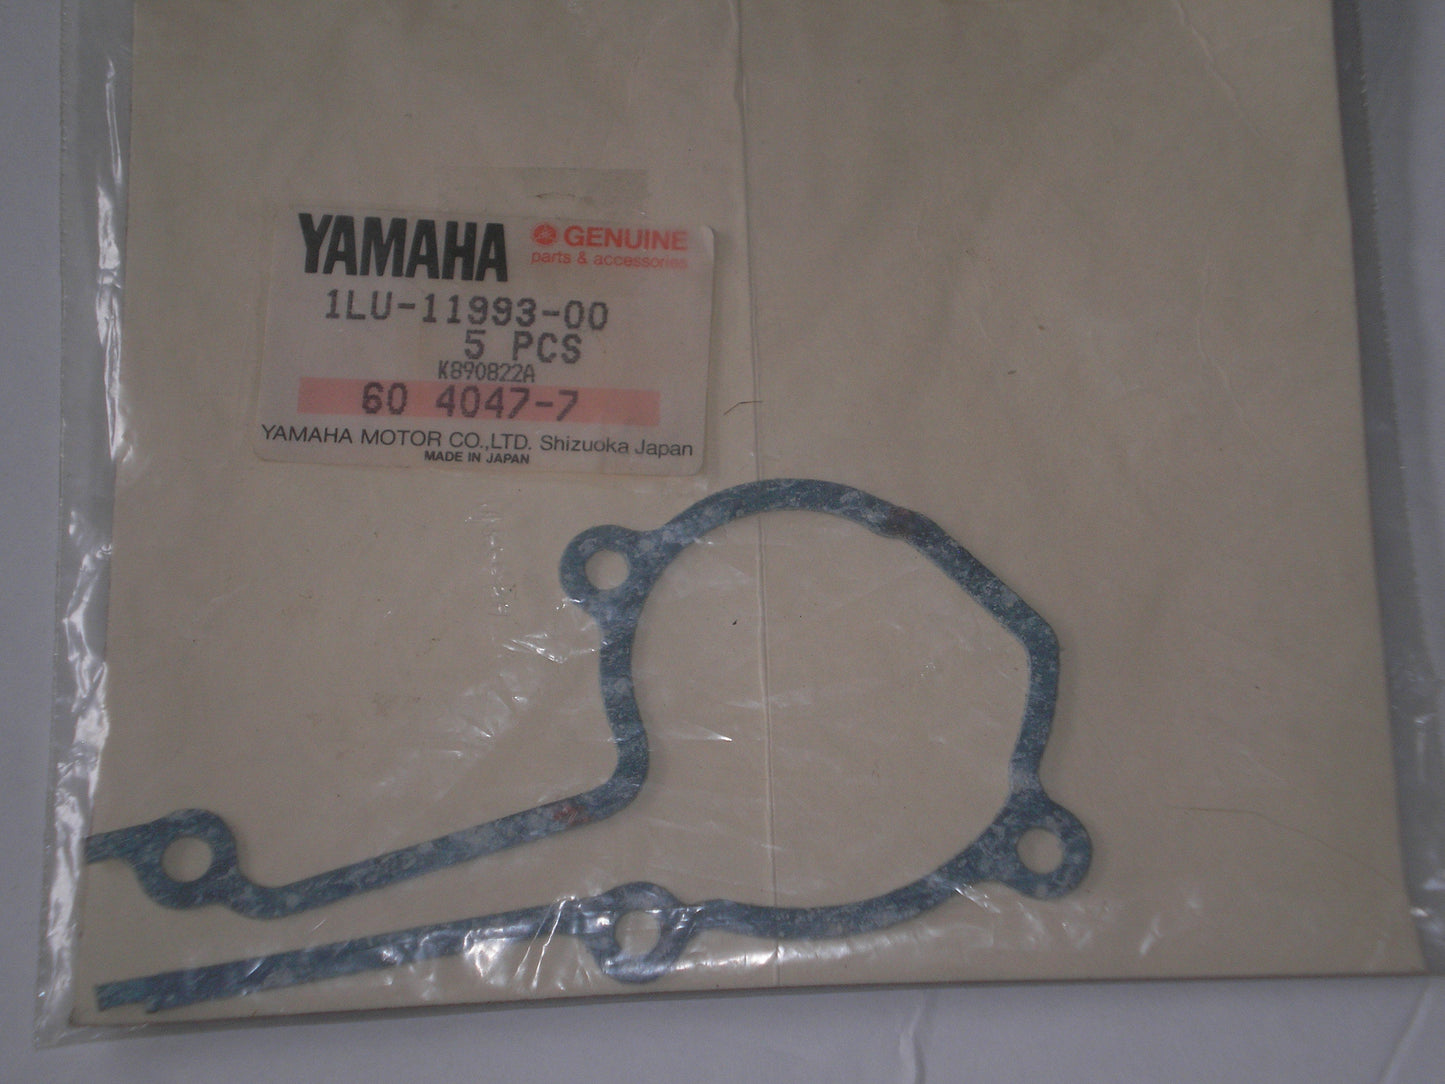 YAMAHA GENUINE
parts & accessories
1LU-11993-00
5 PCS
K890822A
60 4047-7
YAMAHA MOTOR CO.,LTD. Shizuoka Japan
MADE IN JAPAN